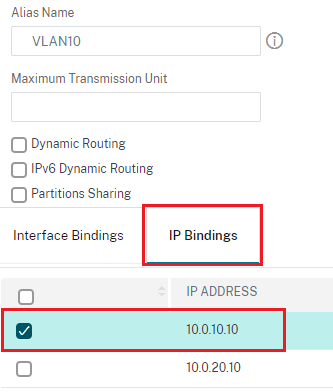 Alias Name
VLAN10
Maximum Transmission Unit
Dynamic Routing
IPv6 Dynamic Routing
Partitions Sharing
Interface Bindings IP Bindings
IP ADDRESS
10.0.10.10
10.0.20.10